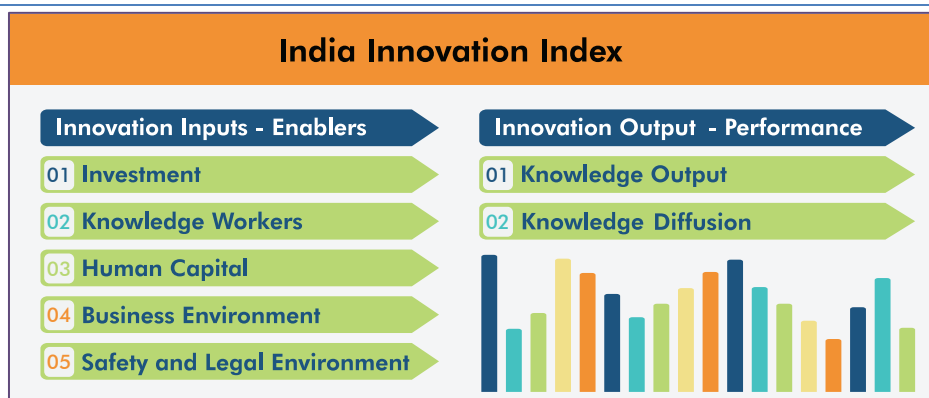 India Innovation Index
Innovation Inputs - Enablers
01 Investment
02 Knowledge Workers
03 Human Capital
04 Business Environment
05 Safety and Legal Environment
Innovation Output - Performance
01 Knowledge Output
02 Knowledge Diffusion